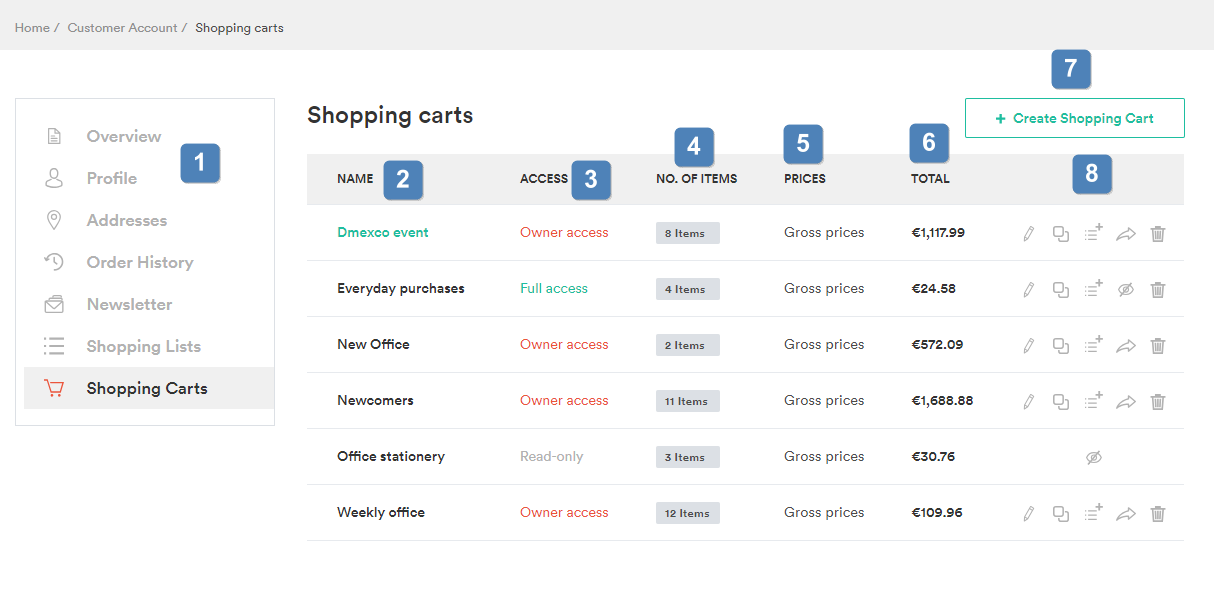 Home / Customer Account / Shopping carts
7
Shopping carts
+ Create Shopping Cart
Overview
1
Profile
Addresses
Order History
Newsletter
Shopping Lists
Shopping Carts
NAME 2 ACCESS 3 4 NO. OF ITEMS 5 PRICES 6 TOTAL 8
Dmexco event Owner access 8 Items Gross prices €1,117.99
Everyday purchases Full access 4 Items Gross prices €24.58
New Office Owner access 2 Items Gross prices €572.09
Newcomers Owner access 11 Items Gross prices €1,688.88
Office stationery Read-only 3 Items Gross prices €30.76
Weekly office Owner access 12 Items Gross prices €109.96